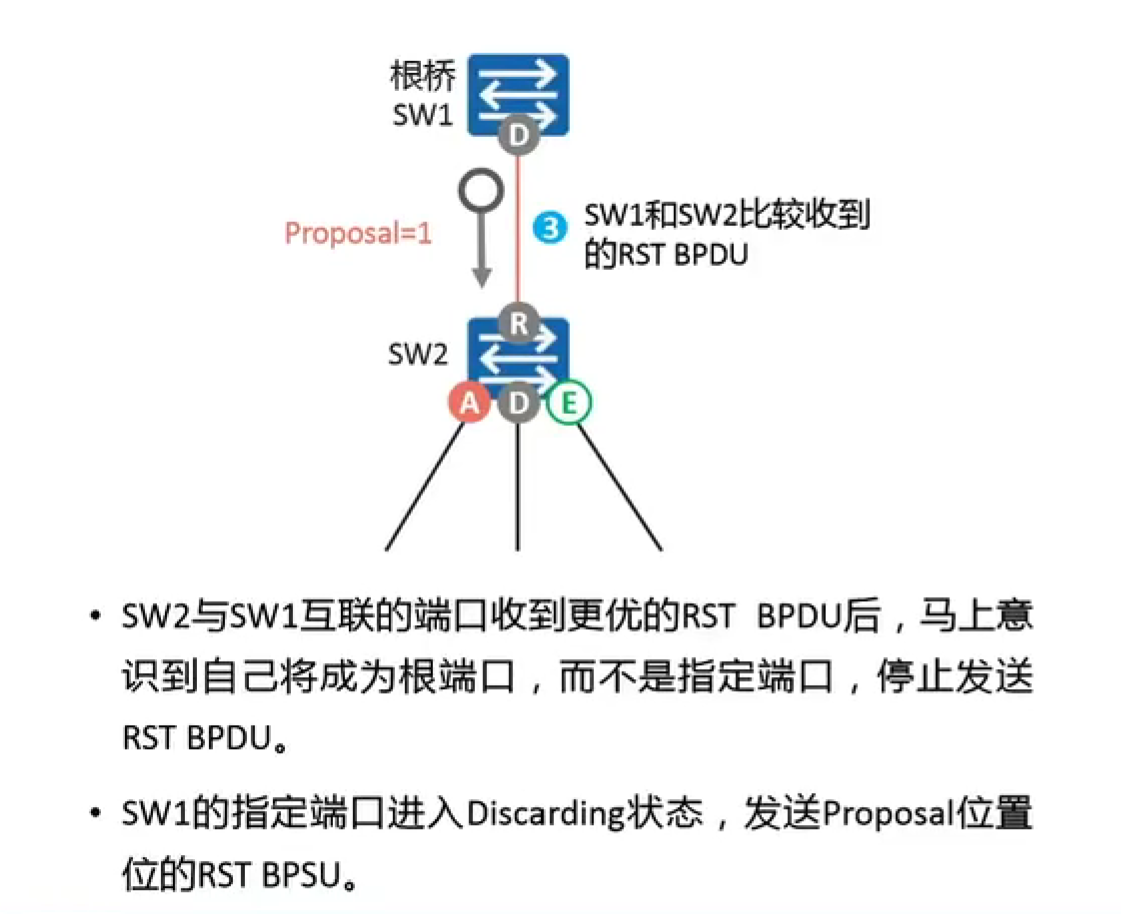 根桥
SW1
D
Proposal=1
3
SW1和SW2比较收到
的RST BPDU
R
SW2
A
D
E
• SW2与SW1互联的端口收到更优的RST BPDU后，马上意
识到自己将成为根端口，而不是指定端口，停止发送
RST BPDU。
• SW1的指定端口进入Discarding状态，发送Proposal位置
位的RST BPSU。